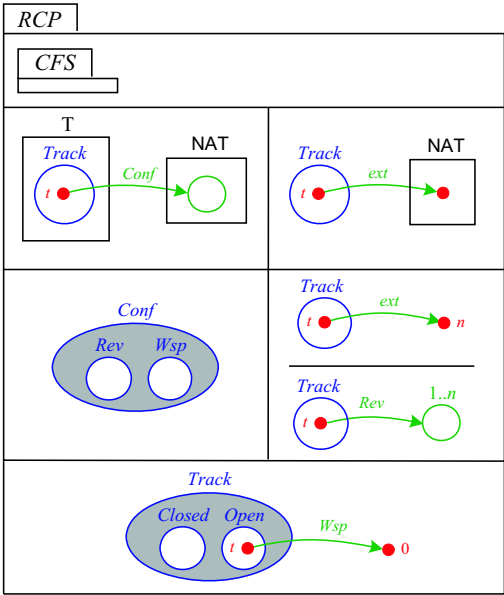 RCP
CFS
T
Track
Conf
NAT
t
Track
ext
NAT
t
Conf
Rev Wsp
Track
ext
t
n
Track
Rev
1..n
t
Track
Closed Open
Wsp
t
0